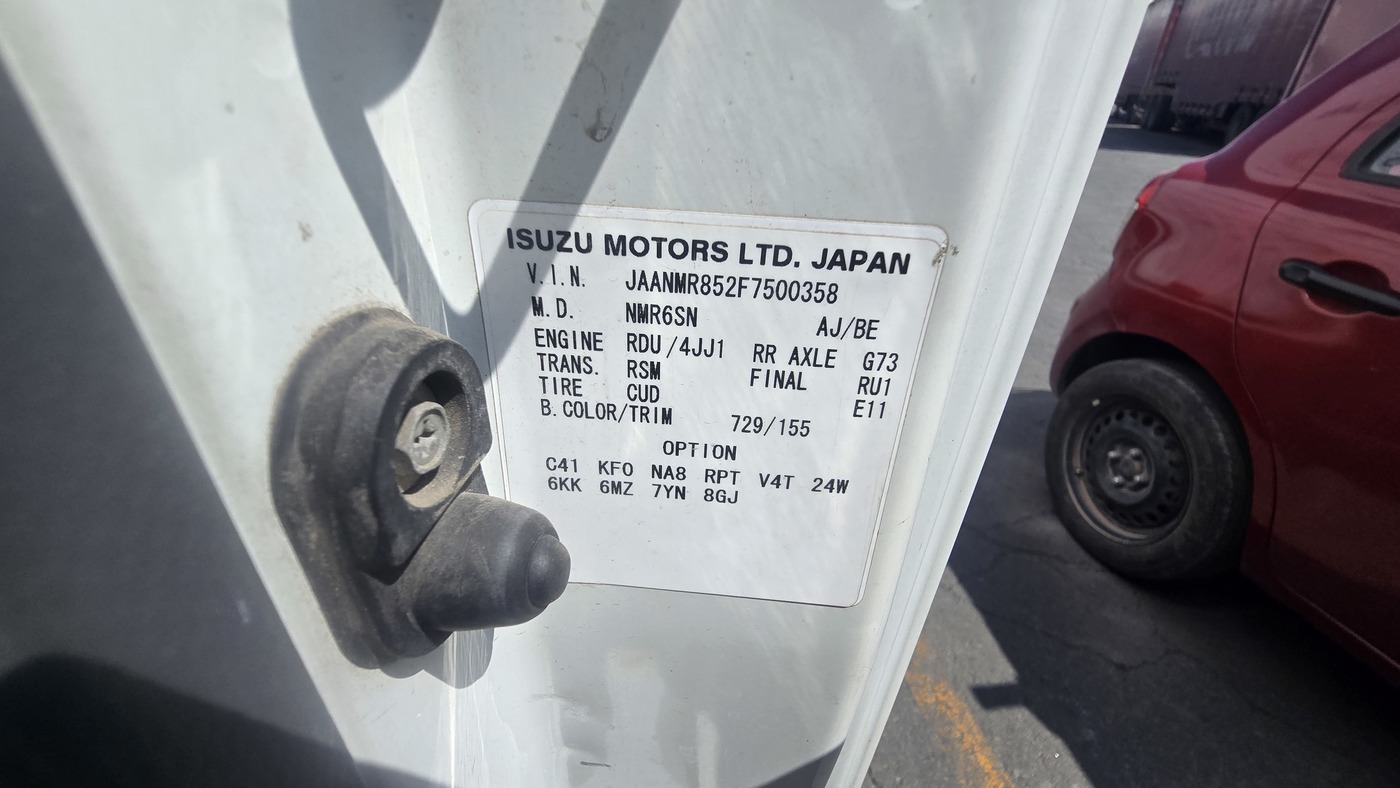 ISUZU MOTORS LTD. JAPAN
V.I.N. JAANMR852F7500358
M.D. NMR6SN AJ/BE
ENGINE RDU/4JJ1 RR AXLE G73
TRANS. RSM FINAL RU1
TIRE CUD E11
B.COLOR/TRIM 729/155
OPTION
C41 KF0 NA8 RPT V4T 24W
6KK 6MZ 7YN 8GJ